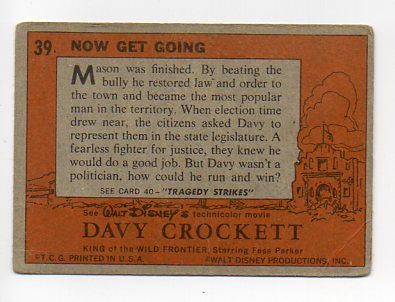 39. NOW GET GOING
Mason was finished. By beating the
bully he restored law and order
to the town and became the most popular
man in the territory. When election time
drew near, the citizens asked Davy to
represent them in the state legislature. A
fearless fighter for justice, they knew he
would do a good job. But Davy wasn't a
politician, how could he run and win?
SEE CARD 40—"TRAGEDY STRIKES"
See WALT DISNEY'S technicolor movie
DAVY CROCKETT
KING of the WILD FRONTIER, Starring Fess Parker
©T.C.G. PRINTED IN U.S.A. ©WALT DISNEY PRODUCTIONS, INC.